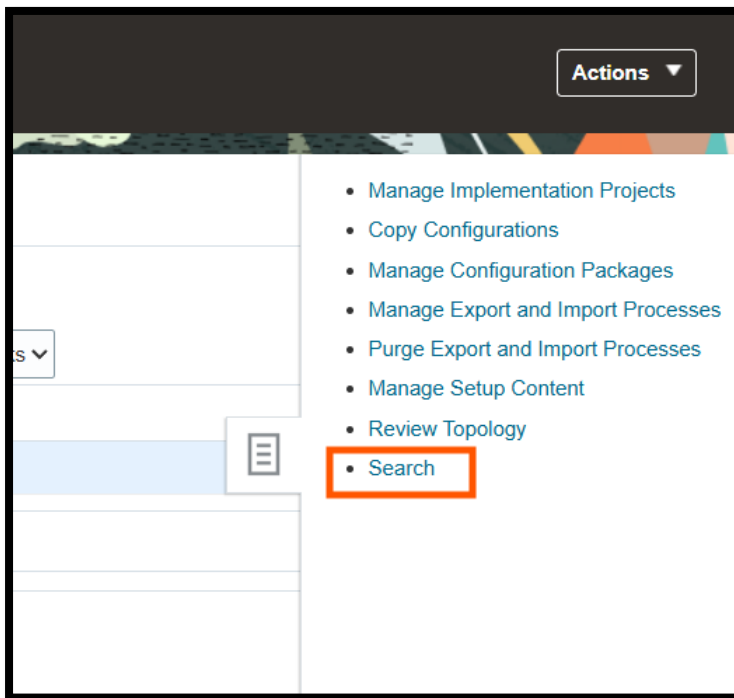 Actions
Manage Implementation Projects
Copy Configurations
Manage Configuration Packages
Manage Export and Import Processes
Purge Export and Import Processes
Manage Setup Content
Review Topology
Search